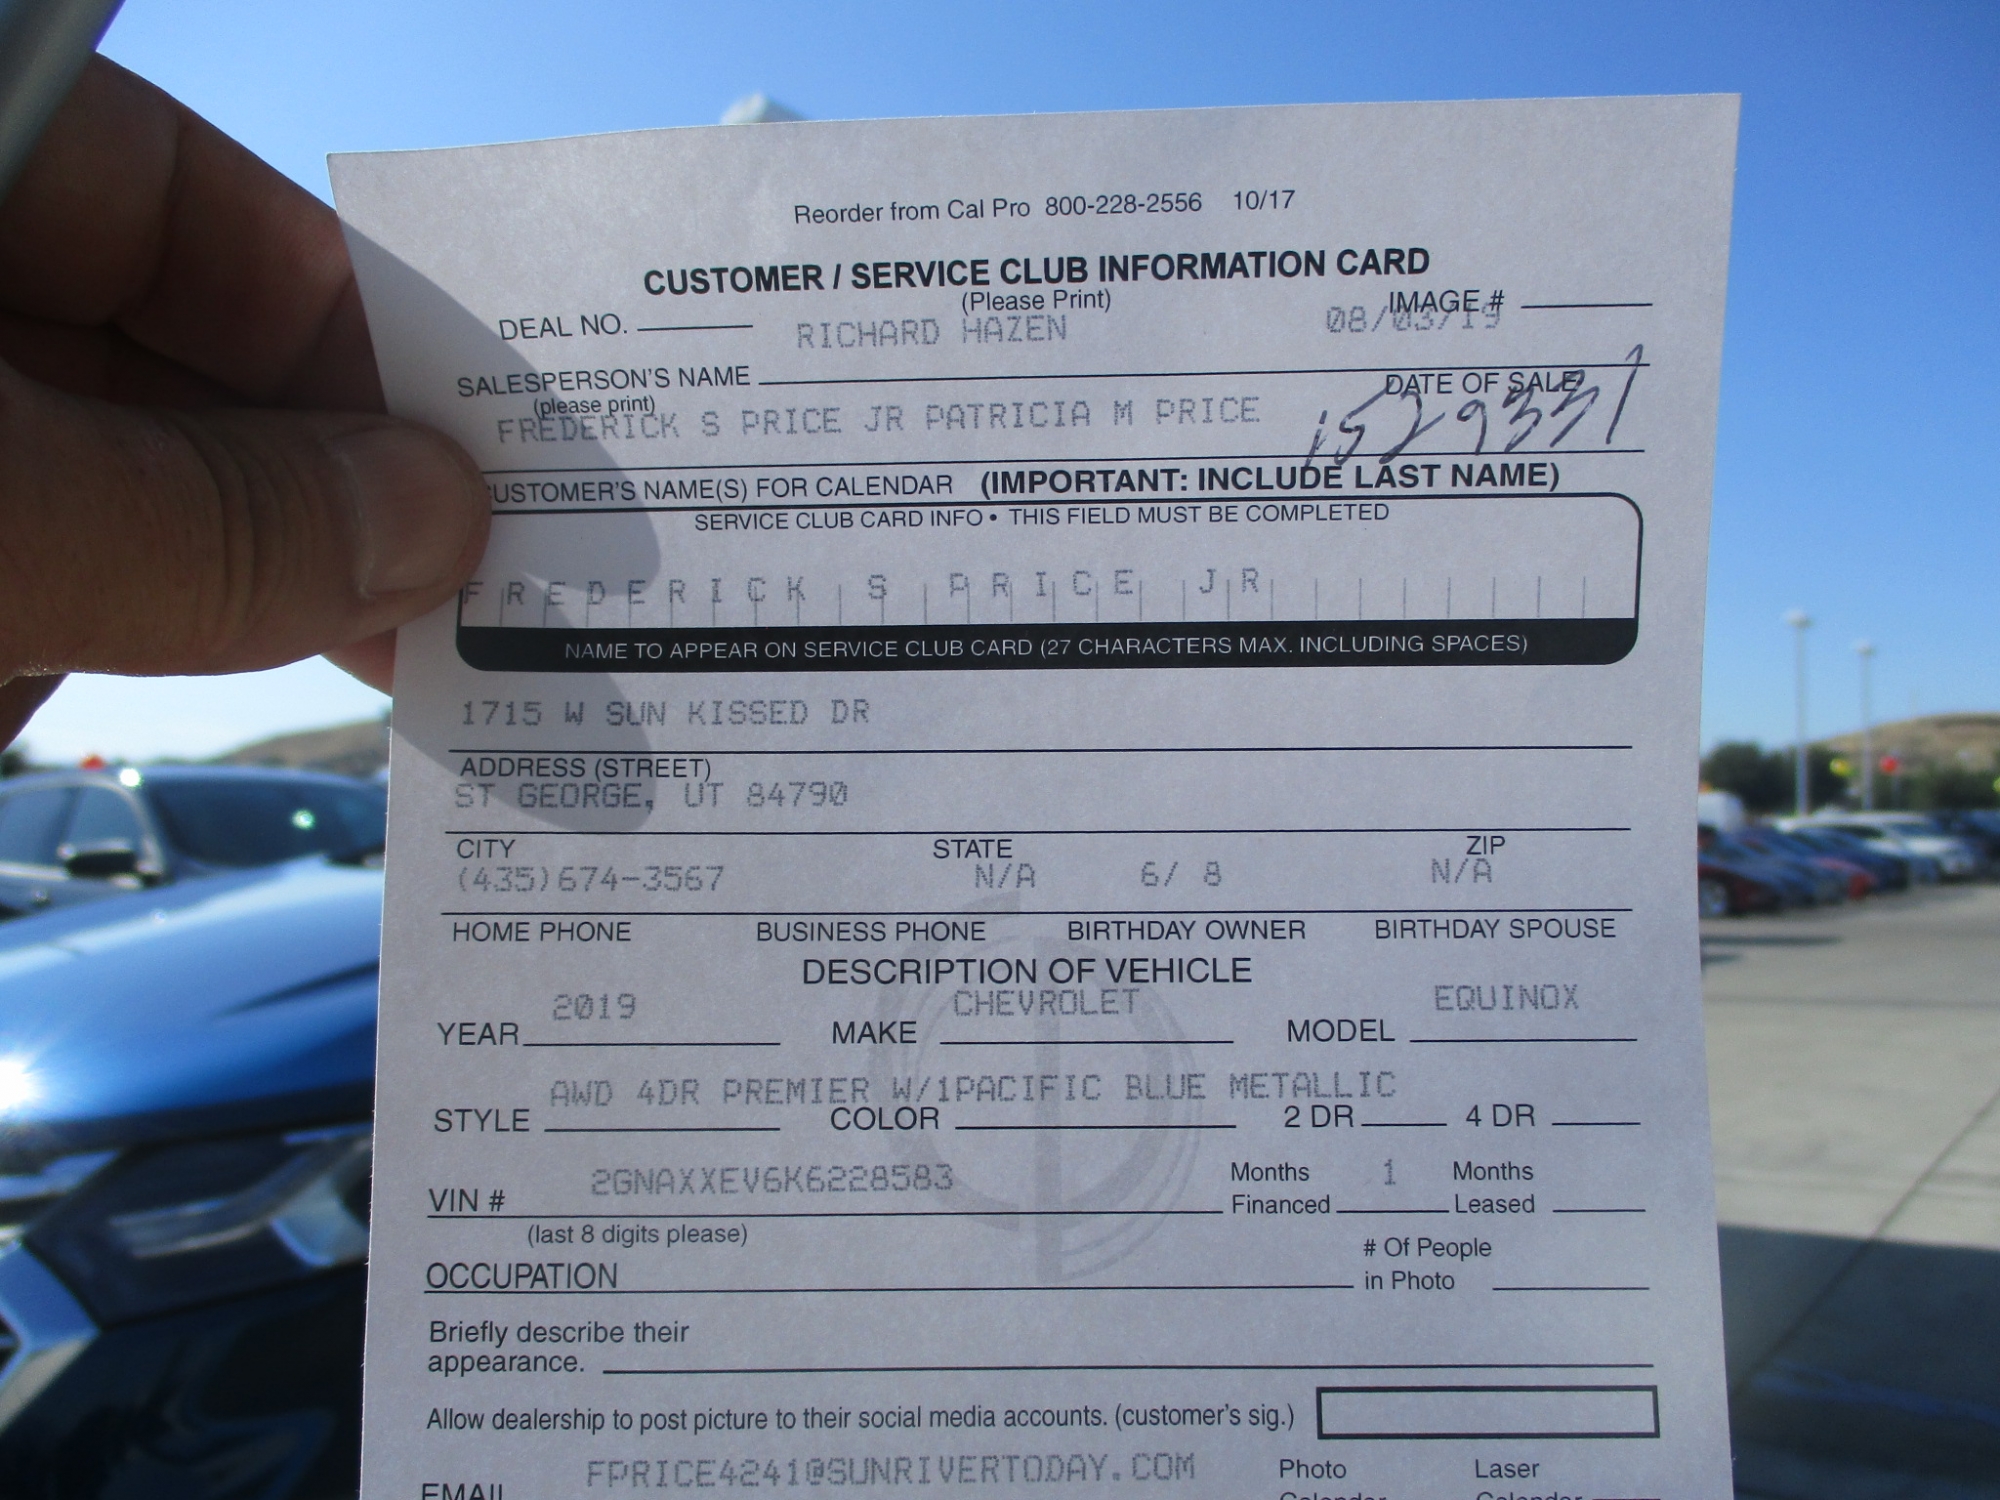 Reorder from Cal Pro 800-228-2556 10/17
CUSTOMER / SERVICE CLUB INFORMATION CARD
(Please Print)
DEAL NO. IMAGE #
RICHARD HAZEN 08/03/19
SALESPERSON'S NAME DATE OF SALE
(please print)
FREDERICK S PRICE JR PATRICIA M PRICE 1529331
CUSTOMER'S NAME(S) FOR CALENDAR (IMPORTANT: INCLUDE LAST NAME)
SERVICE CLUB CARD INFO • THIS FIELD MUST BE COMPLETED
FREDERICK S PRICE JR
NAME TO APPEAR ON SERVICE CLUB CARD (27 CHARACTERS MAX. INCLUDING SPACES)
1715 W SUN KISSED DR
ADDRESS (STREET)
ST GEORGE, UT 84790
CITY STATE ZIP
(435)674-3567 N/A 6/ 8 N/A
HOME PHONE BUSINESS PHONE BIRTHDAY OWNER BIRTHDAY SPOUSE
DESCRIPTION OF VEHICLE
2019 CHEVROLET EQUINOX
YEAR MAKE MODEL
AWD 4DR PREMIER W/1PACIFIC BLUE METALLIC
STYLE COLOR 2 DR 4 DR
2GNAXXEV6K6228583 Months 1 Months
VIN # Financed Leased
(last 8 digits please)
# Of People
OCCUPATION in Photo
Briefly describe their
appearance.
Allow dealership to post picture to their social media accounts. (customer's sig.)
FPRICE4241@SUNRIVERTODAY.COM Photo Laser
EMAIL Calendar Calendar